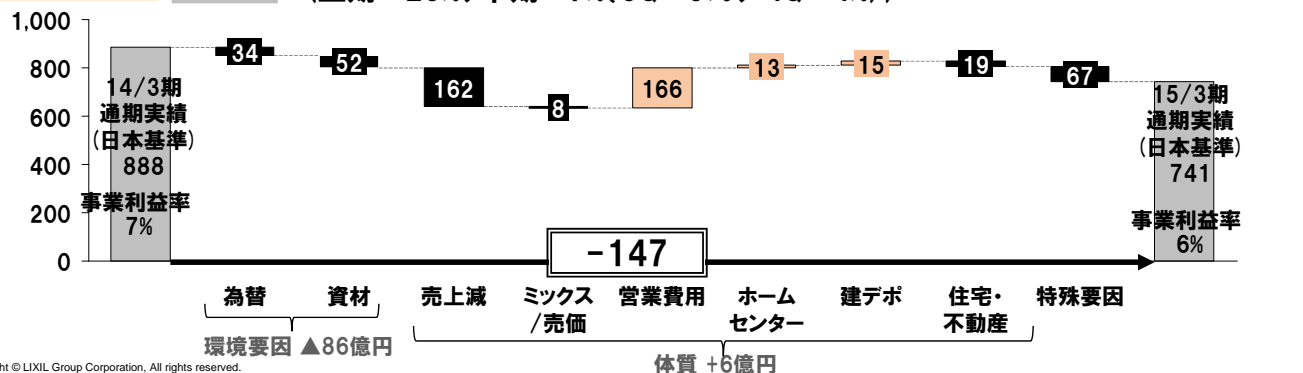 1,000
800
600
400
200
0
14/3期
通期実績
(日本基準)
888
事業利益率
7%
34
52
162
8
166
13
15
19
67
15/3期
通期実績
(日本基準)
741
事業利益率
6%
-147
為替
資材
売上減
ミックス
/売価
営業費用
ホーム
センター
建デポ
住宅・
不動産
特殊要因
環境要因 ▲86億円
体質 +6億円
ht © LIXIL Group Corporation, All rights reserved.